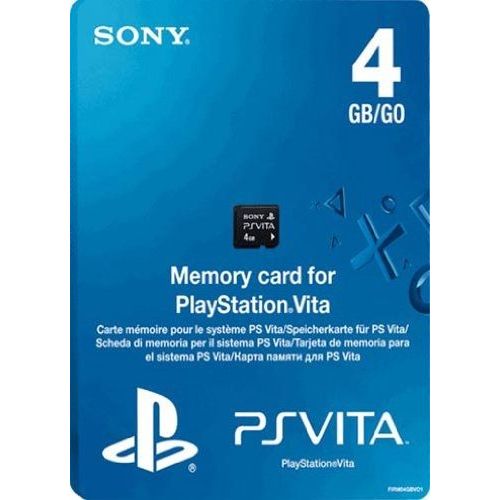 SONY
4
GB/GO
SONY
PSVITA
4GB
Memory card for
PlayStation®Vita
Carte mémoire pour le système PS Vita/Speicherkarte für PS Vita/
Scheda di memoria per il sistema PS Vita/Tarjeta de memoria para
el sistema PS Vita/Карта памяти для PS Vita
PSVITA
PlayStation®Vita